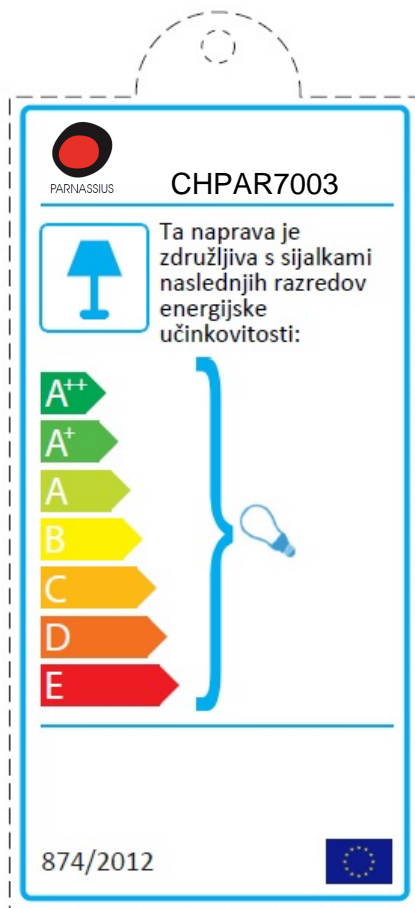 PARNASSIUS
CHPAR7003
Ta naprava je
združljiva s sijalkami
naslednjih razredov
energijske
učinkovitosti:
A++
A+
A
B
C
D
E
874/2012